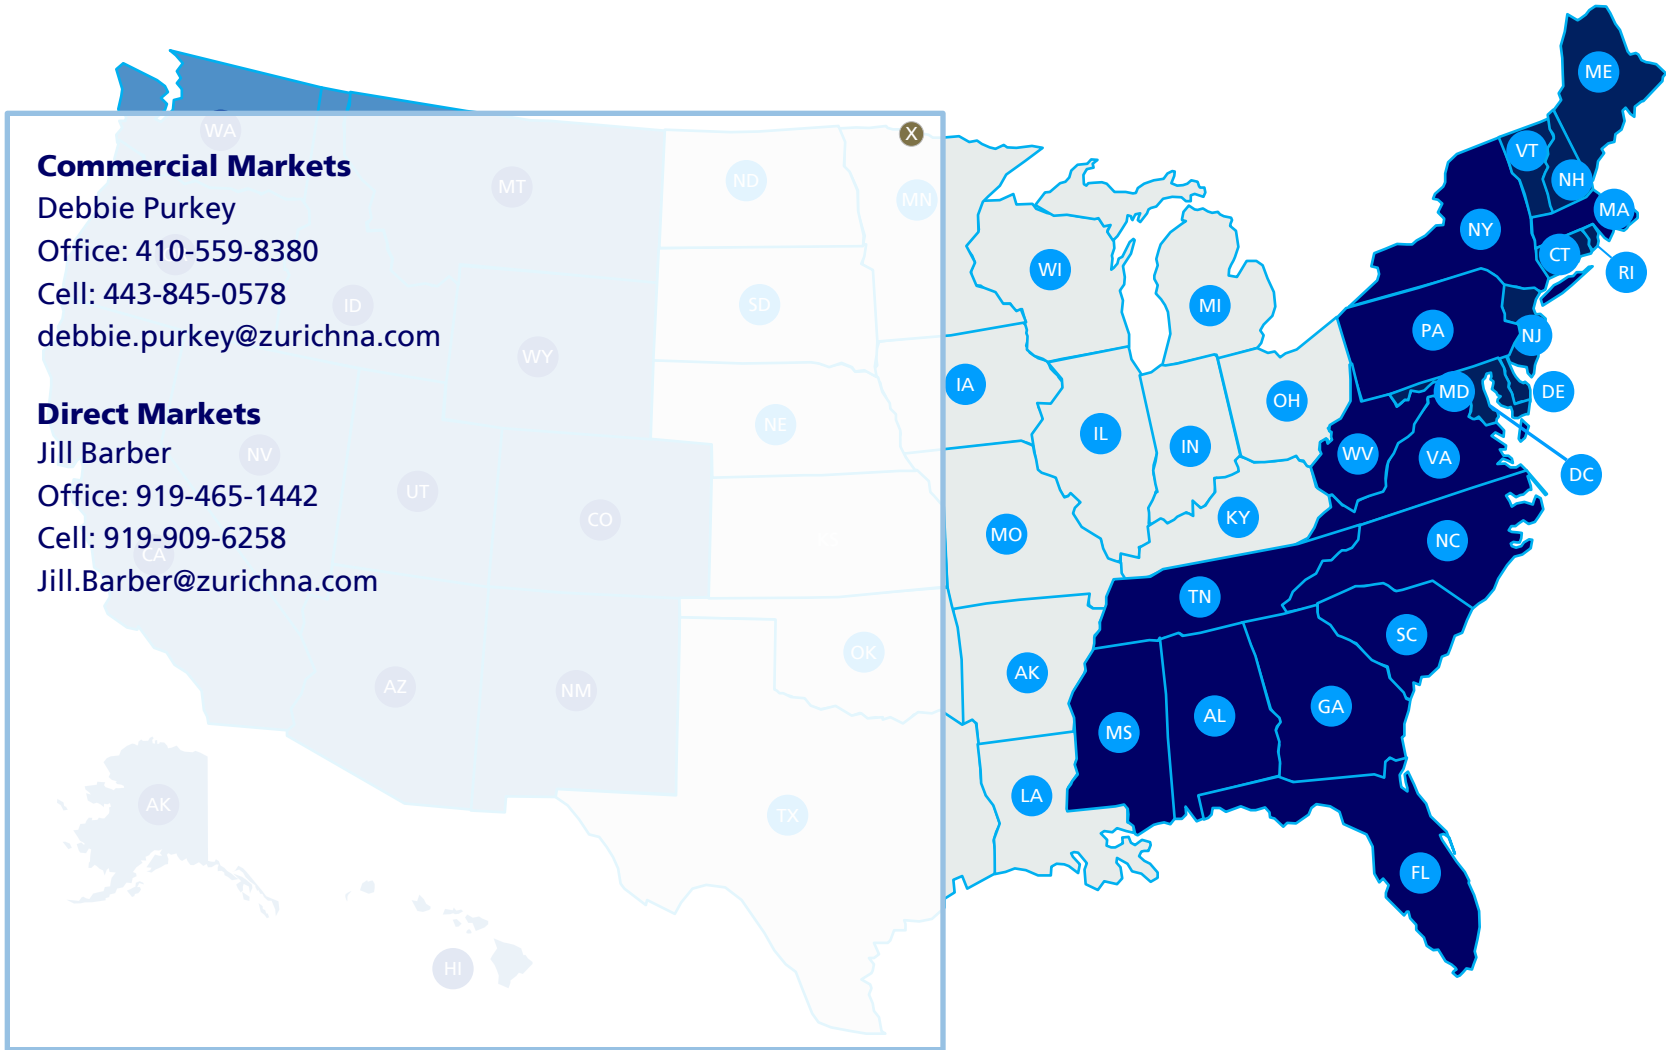 X
Commercial Markets
Debbie Purkey
Office: 410-559-8380
Cell: 443-845-0578
debbie.purkey@zurichna.com
Direct Markets
Jill Barber
Office: 919-465-1442
Cell: 919-909-6258
Jill.Barber@zurichna.com
WA
MT
ND
MN
ID
SD
WY
NE
NV
UT
CO
CA
OK
AZ
NM
TX
AK
HI
ME
VT
NH
MA
NY
CT
RI
WI
MI
PA
NJ
IA
OH
MD
DE
IL
IN
WV
VA
DC
KY
MO
NC
TN
SC
AK
MS
AL
GA
LA
FL